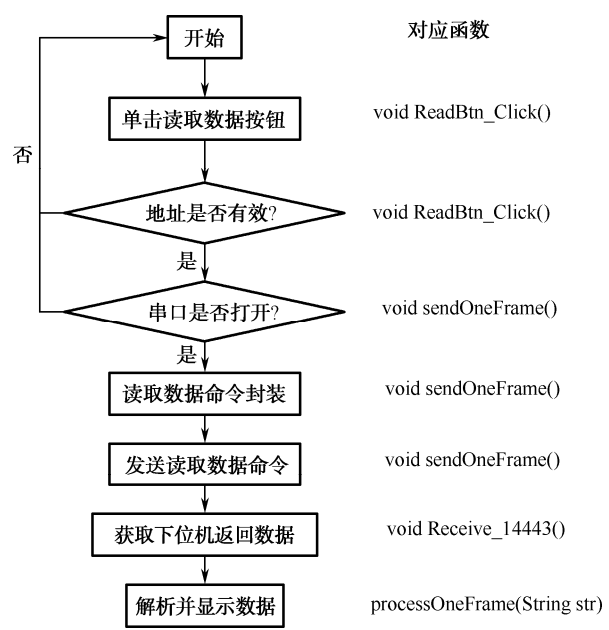 对应函数
开始
单击读取数据按钮
void ReadBtn_Click()
否
地址是否有效?
void ReadBtn_Click()
是
串口是否打开?
void sendOneFrame()
是
读取数据命令封装
void sendOneFrame()
发送读取数据命令
void sendOneFrame()
获取下位机返回数据
void Receive_14443()
解析并显示数据
processOneFrame(String str)